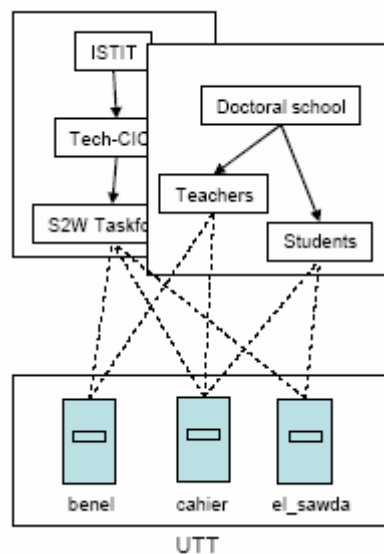 ISTIT
Doctoral school
Tech-CIC
Teachers
S2W Taskfo
Students
benel
cahier
el_sawda
UTT